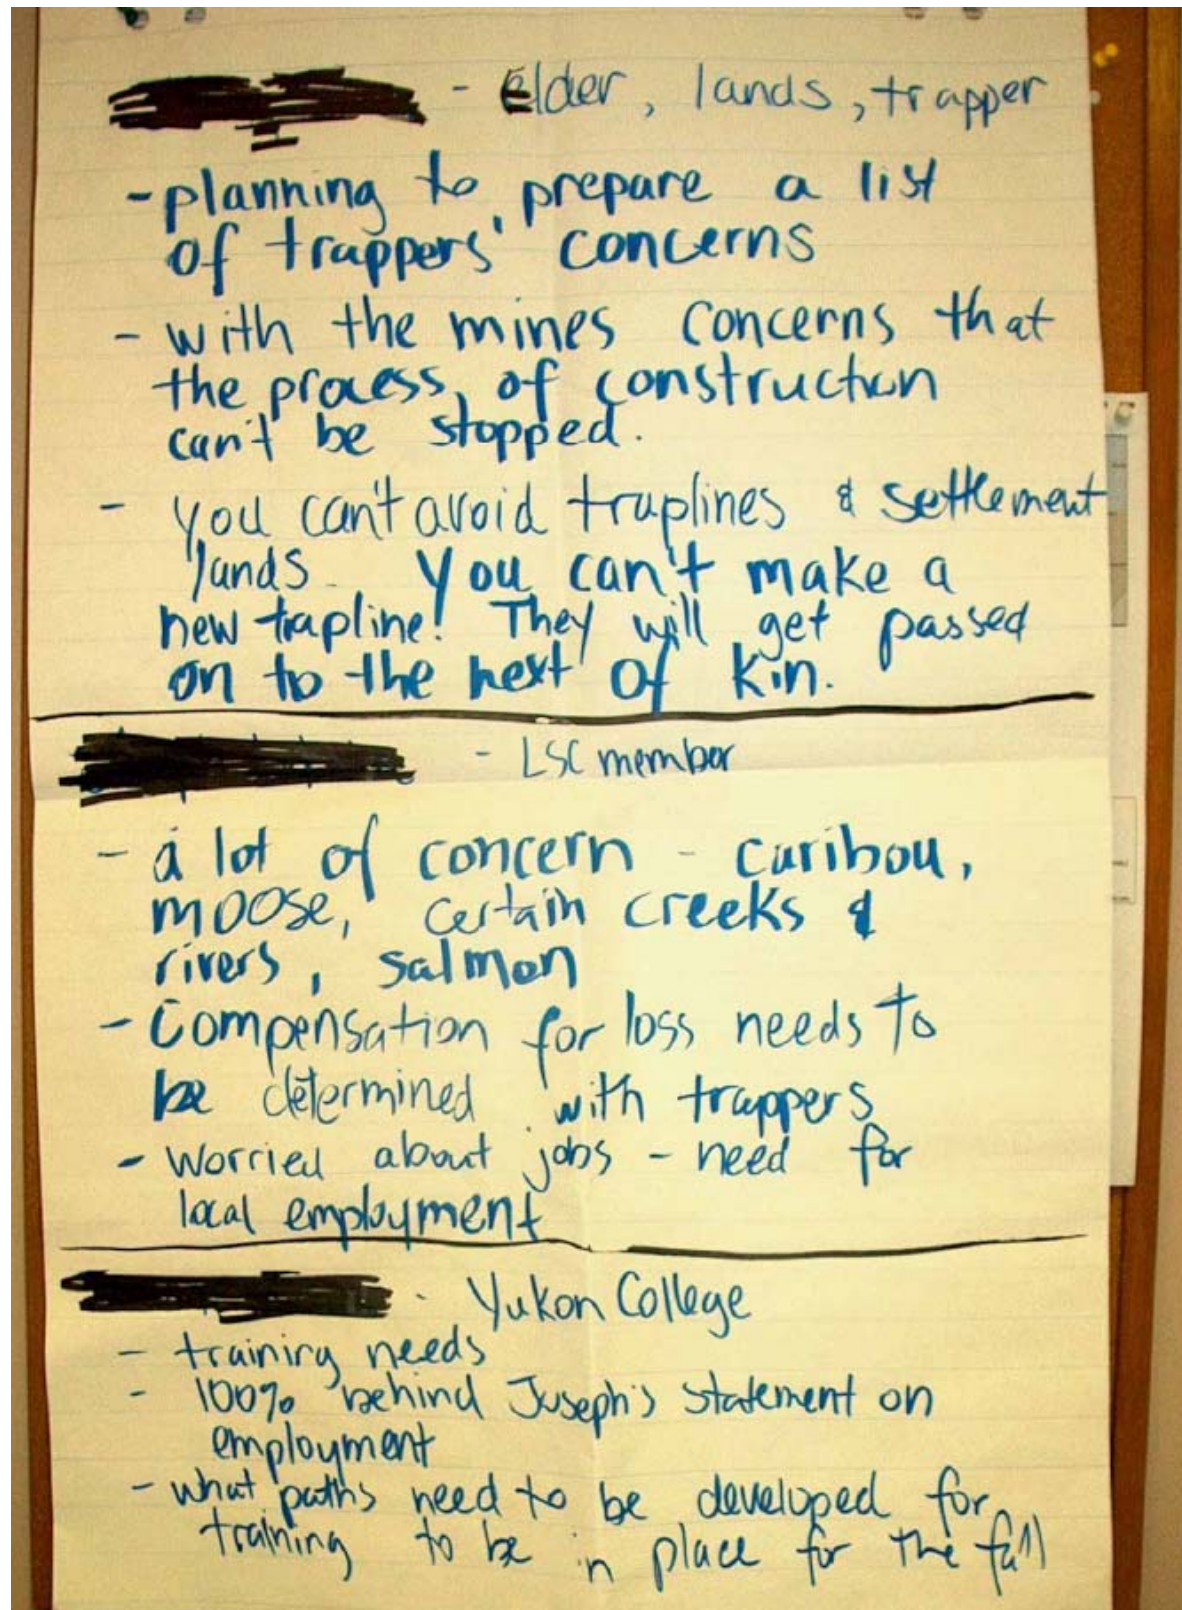 - Elder, lands, trapper
- planning to prepare a list
of trappers' concerns
- with the mines concerns that
the process of construction
can't be stopped.
- you can't avoid traplines & settlement
lands. You can't make a
new trapline! They will get passed
on to the next of kin.
- LSC member
- a lot of concern - caribou,
moose, certain creeks &
rivers, salmon
- Compensation for loss needs to
be determined with trappers
- Worried about jobs - need for
local employment
- Yukon College
- training needs
- 100% behind Joseph's statement on
employment
- what paths need to be developed for
training to be in place for the fall